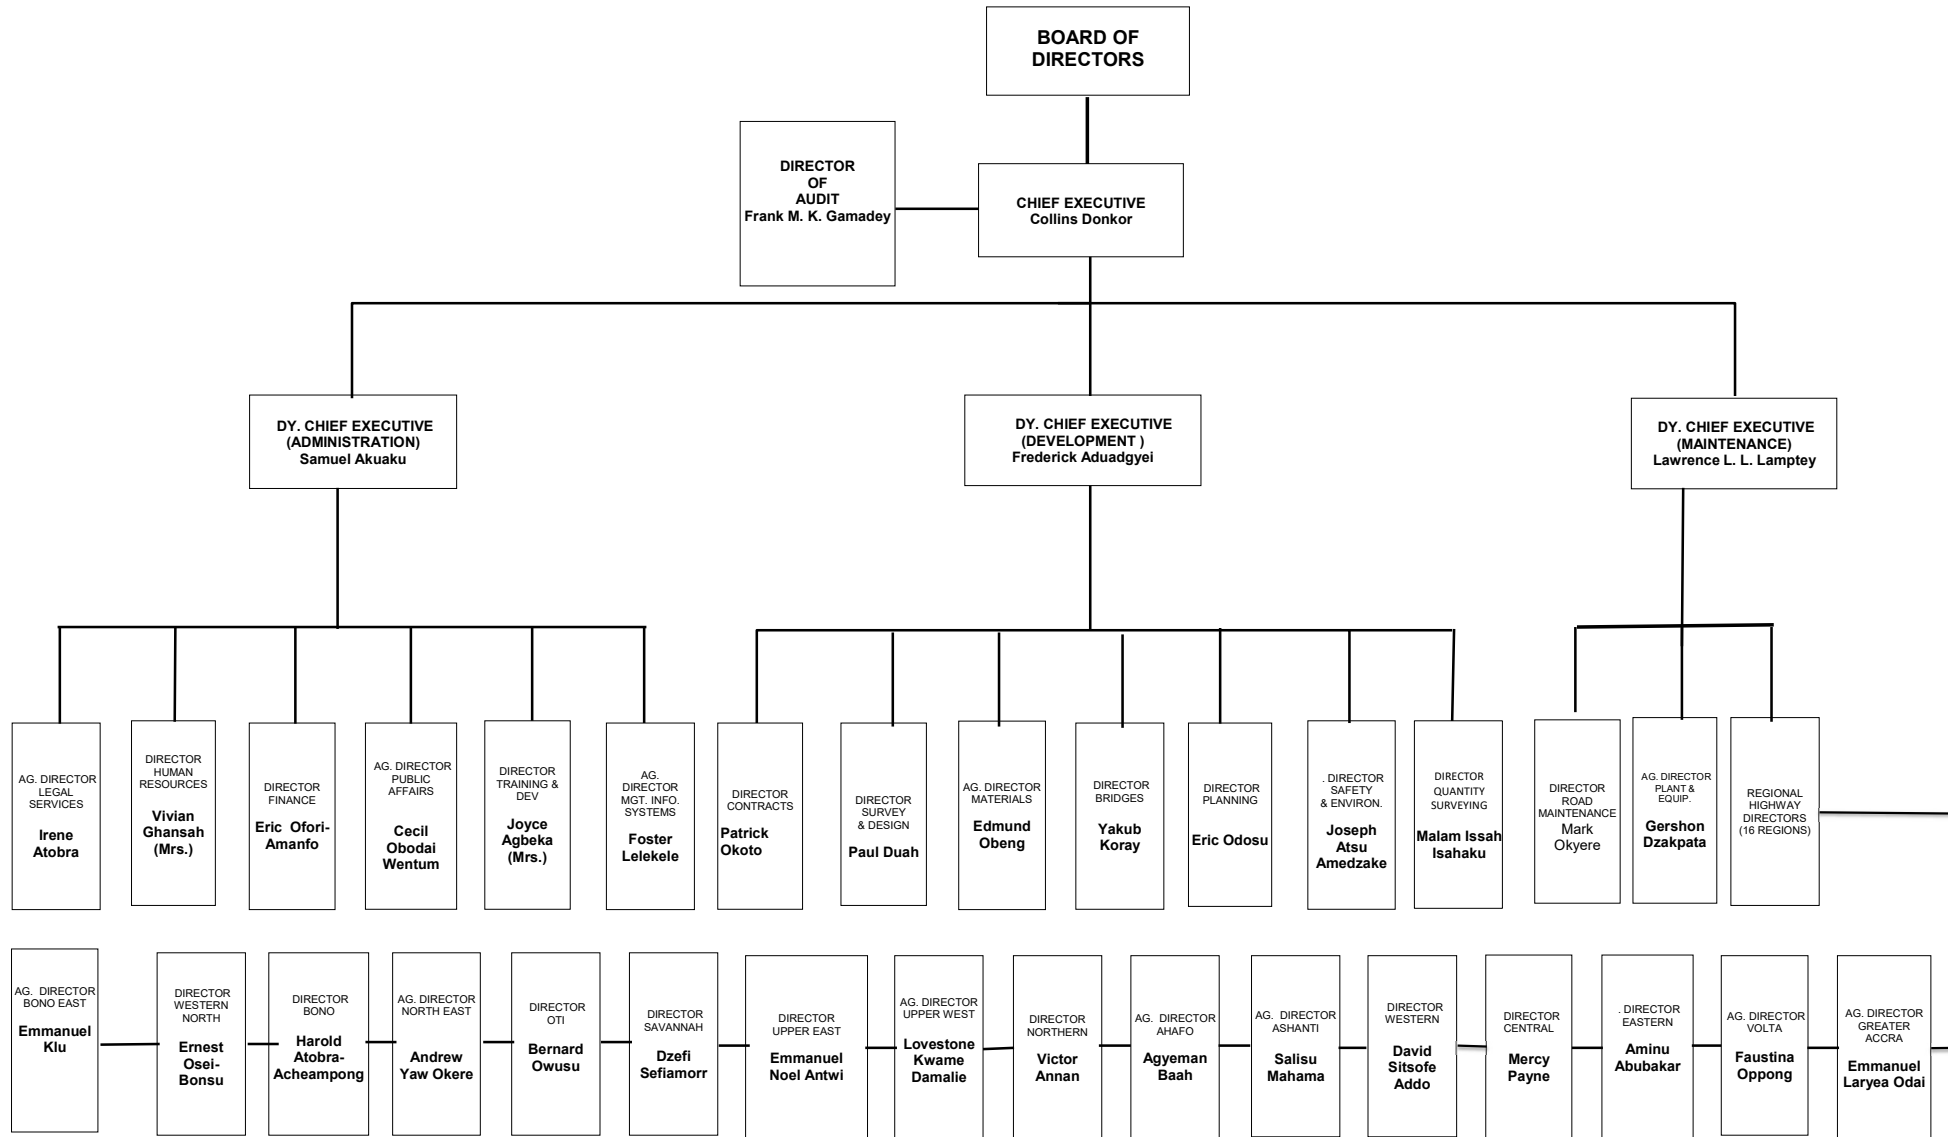 BOARD OF
DIRECTORS
DIRECTOR
OF
AUDIT
Frank M. K. Gamadey
CHIEF EXECUTIVE
Collins Donkor
DY. CHIEF EXECUTIVE
(ADMINISTRATION)
Samuel Akuaku
DY. CHIEF EXECUTIVE
(DEVELOPMENT )
Frederick Aduadgyei
DY. CHIEF EXECUTIVE
(MAINTENANCE)
Lawrence L. L. Lamptey
AG. DIRECTOR
LEGAL
SERVICES
Irene
Atobra
DIRECTOR
HUMAN
RESOURCES
Vivian
Ghansah
(Mrs.)
DIRECTOR
FINANCE
Eric Ofori-
Amanfo
AG. DIRECTOR
PUBLIC
AFFAIRS
Cecil
Obodai
Wentum
DIRECTOR
TRAINING &
DEV
Joyce
Agbeka
(Mrs.)
AG.
DIRECTOR
MGT. INFO.
SYSTEMS
Foster
Lelekele
DIRECTOR
CONTRACTS
Patrick
Okoto
DIRECTOR
SURVEY
& DESIGN
Paul Duah
AG. DIRECTOR
MATERIALS
Edmund
Obeng
DIRECTOR
BRIDGES
Yakub
Koray
DIRECTOR
PLANNING
Eric Odosu
. DIRECTOR
SAFETY
& ENVIRON.
Joseph
Atsu
Amedzake
DIRECTOR
QUANTITY
SURVEYING
Malam Issah
Isahaku
DIRECTOR
ROAD
MAINTENANCE
Mark
Okyere
AG. DIRECTOR
PLANT &
EQUIP.
Gershon
Dzakpata
REGIONAL
HIGHWAY
DIRECTORS
(16 REGIONS)
AG. DIRECTOR
BONO EAST
Emmanuel
Klu
DIRECTOR
WESTERN
NORTH
Ernest
Osei-
Bonsu
DIRECTOR
BONO
Harold
Atobra-
Acheampong
AG. DIRECTOR
NORTH EAST
Andrew
Yaw Okere
DIRECTOR
OTI
Bernard
Owusu
DIRECTOR
SAVANNAH
Dzefi
Sefiamorr
DIRECTOR
UPPER EAST
Emmanuel
Noel Antwi
AG. DIRECTOR
UPPER WEST
Lovestone
Kwame
Damalie
DIRECTOR
NORTHERN
Victor
Annan
AG. DIRECTOR
AHAFO
Agyeman
Baah
AG. DIRECTOR
ASHANTI
Salisu
Mahama
DIRECTOR
WESTERN
David
Sitsofe
Addo
DIRECTOR
CENTRAL
Mercy
Payne
. DIRECTOR
EASTERN
Aminu
Abubakar
AG. DIRECTOR
VOLTA
Faustina
Oppong
AG. DIRECTOR
GREATER
ACCRA
Emmanuel
Laryea Odai